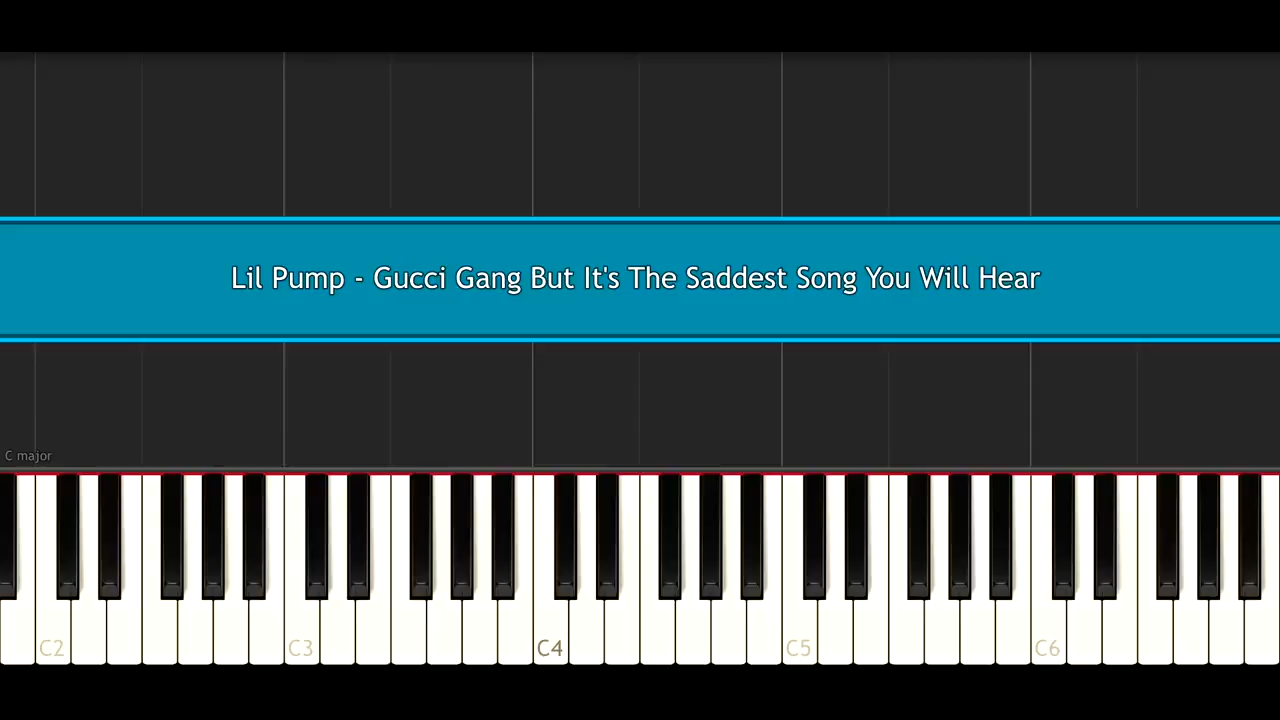 Lil Pump - Gucci Gang But It's The Saddest Song You Will Hear
C major
C2 C3 C4 C5 C6